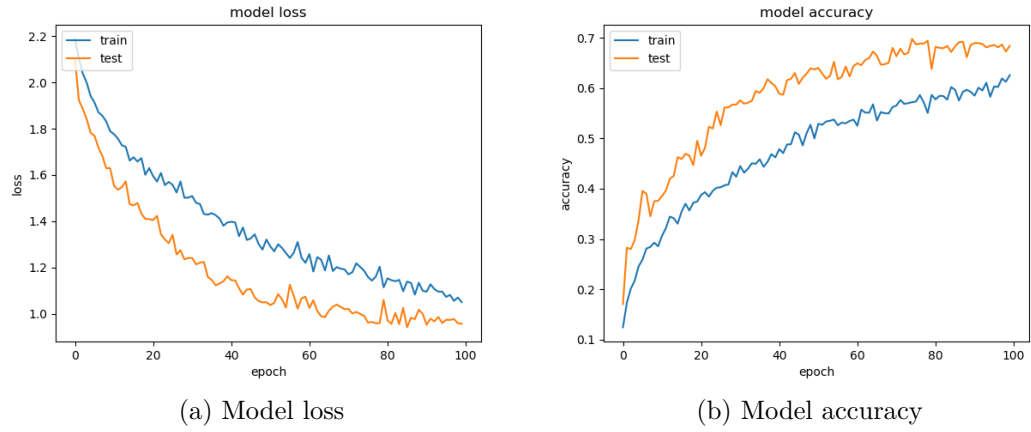 model loss
train
test
2.2
2.0
1.8
1.6
1.4
1.2
1.0
loss
0
20
40
60
80
100
epoch
(a) Model loss
model accuracy
train
test
0.7
0.6
0.5
0.4
0.3
0.2
0.1
accuracy
0
20
40
60
80
100
epoch
(b) Model accuracy